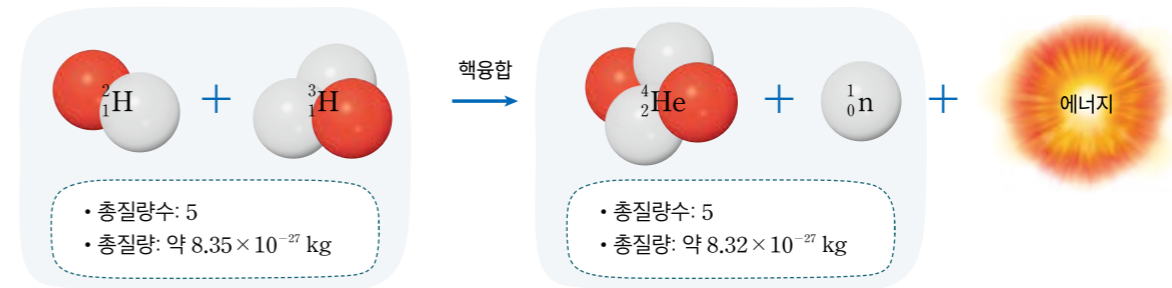 ²₁H + ³₁H 핵융합 ⁴₂He + ¹₀n + 에너지
• 총질량수: 5
• 총질량: 약 8.35×10⁻²⁷ kg
• 총질량수: 5
• 총질량: 약 8.32×10⁻²⁷ kg